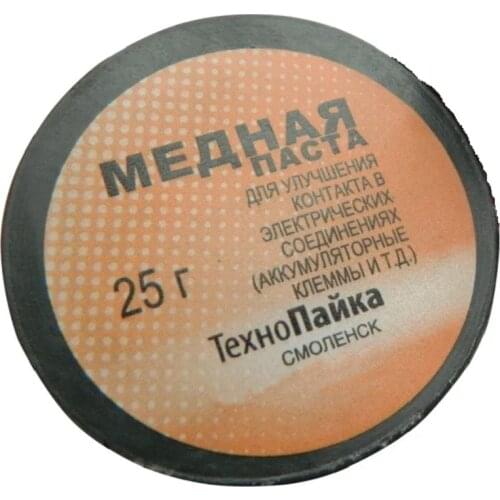 МЕДНАЯ
ПАСТА
ДЛЯ УЛУЧШЕНИЯ
КОНТАКТА В
ЭЛЕКТРИЧЕСКИХ
СОЕДИНЕНИЯХ
(АККУМУЛЯТОРНЫЕ
КЛЕММЫ И Т.Д.)
25 г
ТехноПайка
СМОЛЕНСК